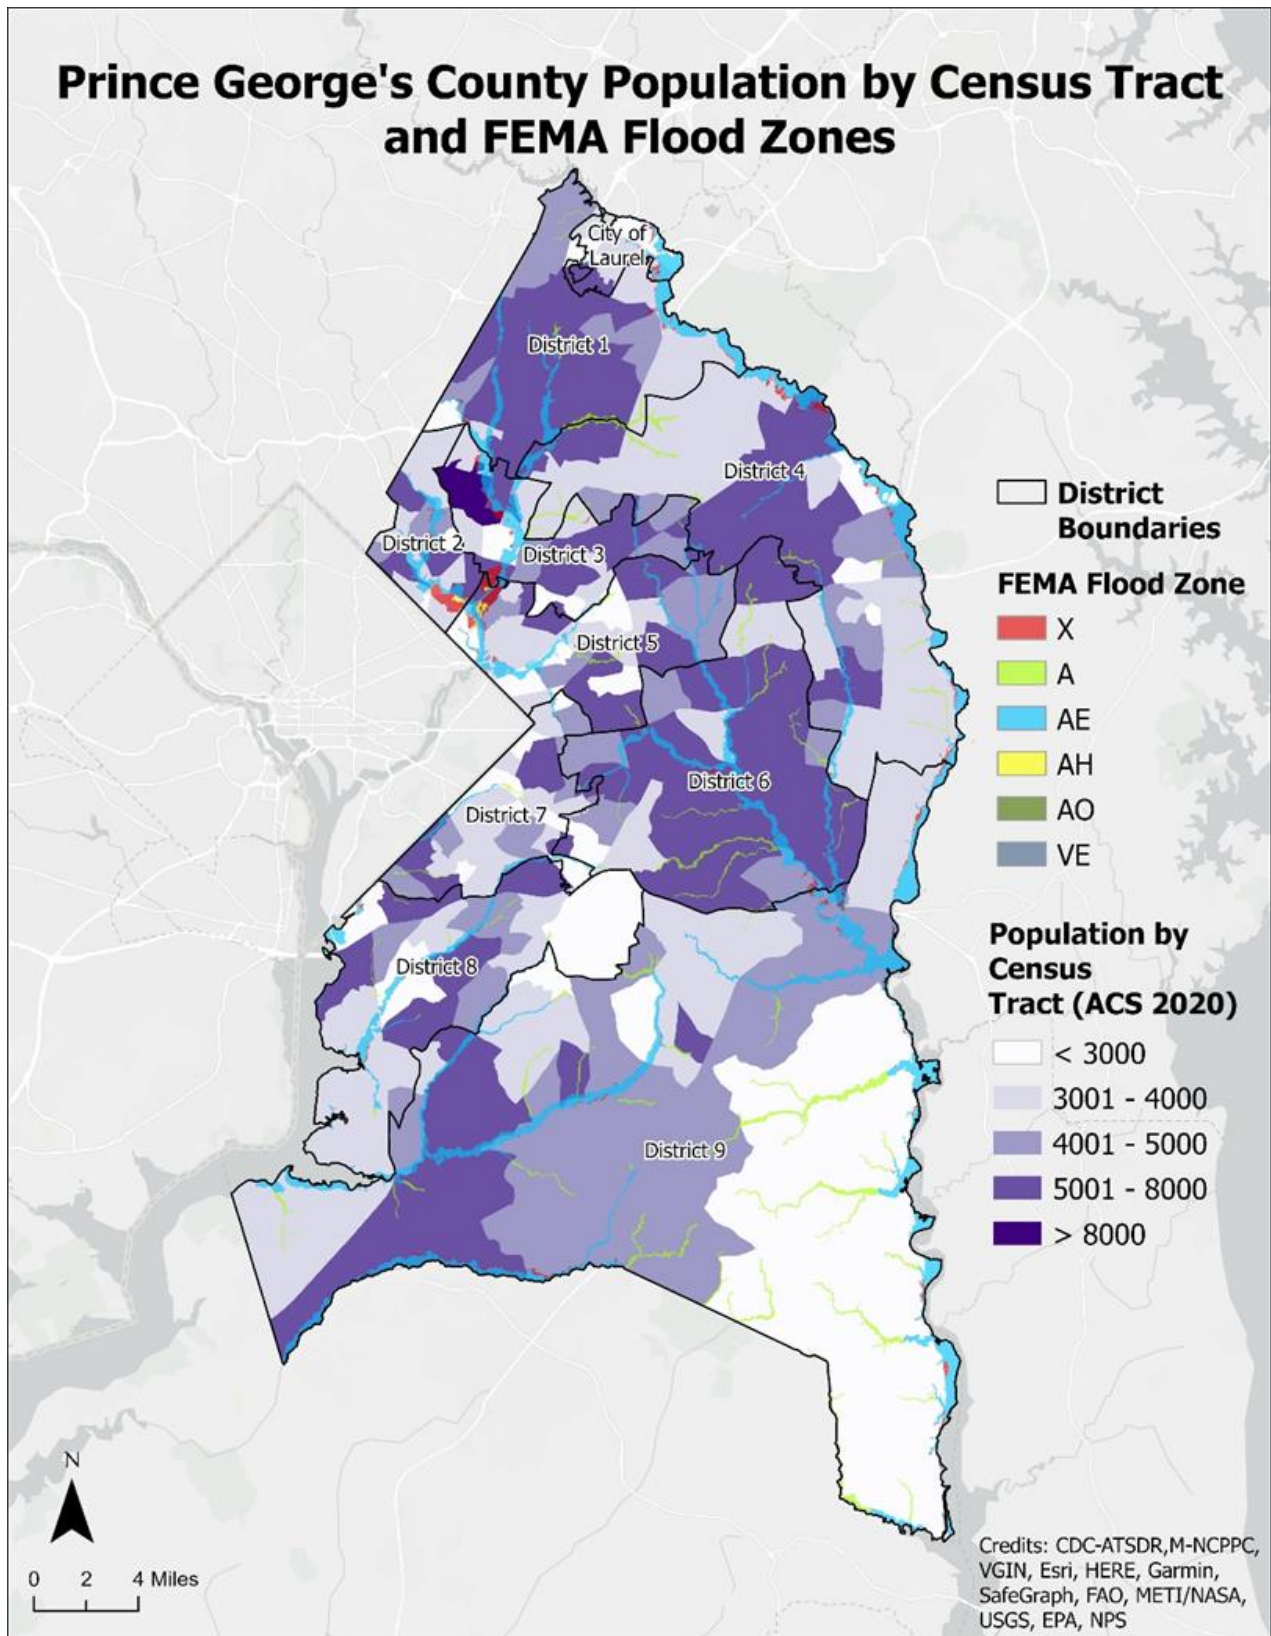 Prince George's County Population by Census Tract
and FEMA Flood Zones
City of
Laurel
District 1
District 4
District 2
District 3
District 5
District 6
District 7
District 8
District 9
District
Boundaries
FEMA Flood Zone
X
A
AE
AH
AO
VE
Population by
Census
Tract (ACS 2020)
< 3000
3001 - 4000
4001 - 5000
5001 - 8000
> 8000
N
0 2 4 Miles
Credits: CDC-ATSDR,M-NCPPC,
VGIN, Esri, HERE, Garmin,
SafeGraph, FAO, METI/NASA,
USGS, EPA, NPS